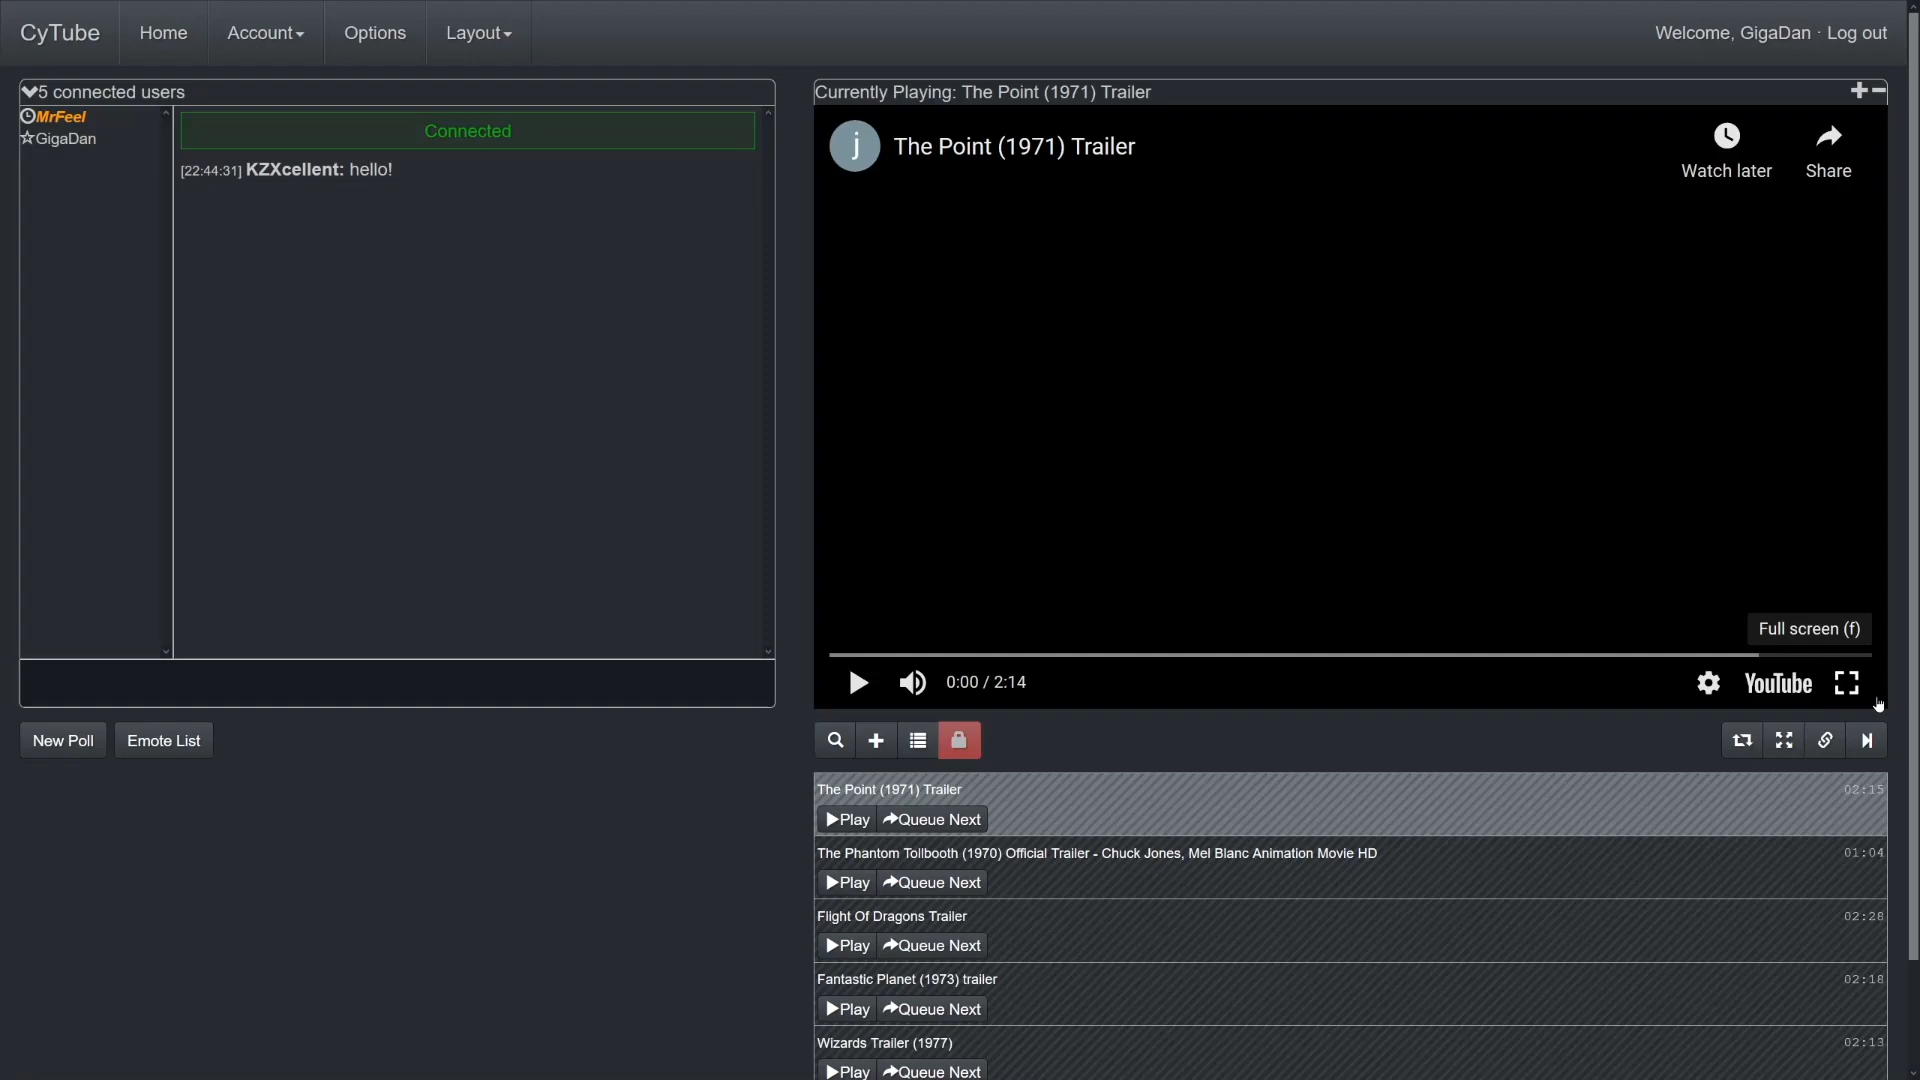 CyTube Home Account Options Layout Welcome, GigaDan · Log out
5 connected users
MrFeel
GigaDan
Connected
[22:44:31] KZXcellent: hello!
New Poll Emote List
Currently Playing: The Point (1971) Trailer
j The Point (1971) Trailer
Watch later Share
Full screen (f)
0:00 / 2:14 YouTube
The Point (1971) Trailer 02:15
Play Queue Next
The Phantom Tollbooth (1970) Official Trailer - Chuck Jones, Mel Blanc Animation Movie HD 01:04
Play Queue Next
Flight Of Dragons Trailer 02:28
Play Queue Next
Fantastic Planet (1973) trailer 02:18
Play Queue Next
Wizards Trailer (1977) 02:13
Play Queue Next